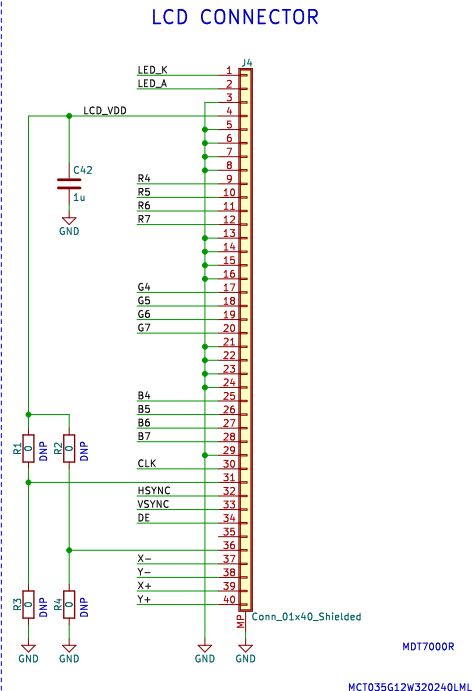 LCD CONNECTOR
J4
LED_K 1
LED_A 2
3
LCD_VDD 4
5
6
7
C42
8
R4 9
1u
R5 10
R6 11
R7 12
GND
13
14
15
16
G4 17
G5 18
G6 19
G7 20
21
22
23
24
B4 25
B5 26
B6 27
B7 28
R1 0 DNP
R2 0 DNP
29
CLK 30
31
HSYNC 32
VSYNC 33
DE 34
35
36
X- 37
Y- 38
X+ 39
Y+ 40
R3 0 DNP
R4 0 DNP
MP
Conn_01x40_Shielded
GND
GND
GND
GND
MDT7000R
MCT035G12W320240LML